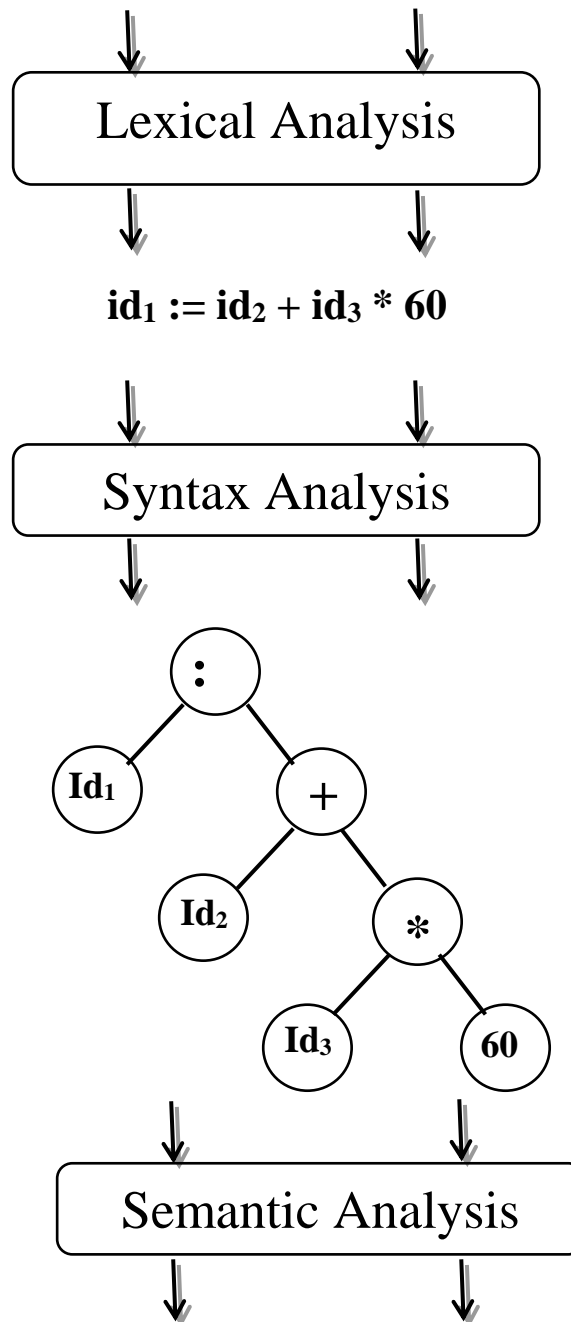 Lexical Analysis
id₁ := id₂ + id₃ * 60
Syntax Analysis
:
Id₁
+
Id₂
*
Id₃
60
Semantic Analysis